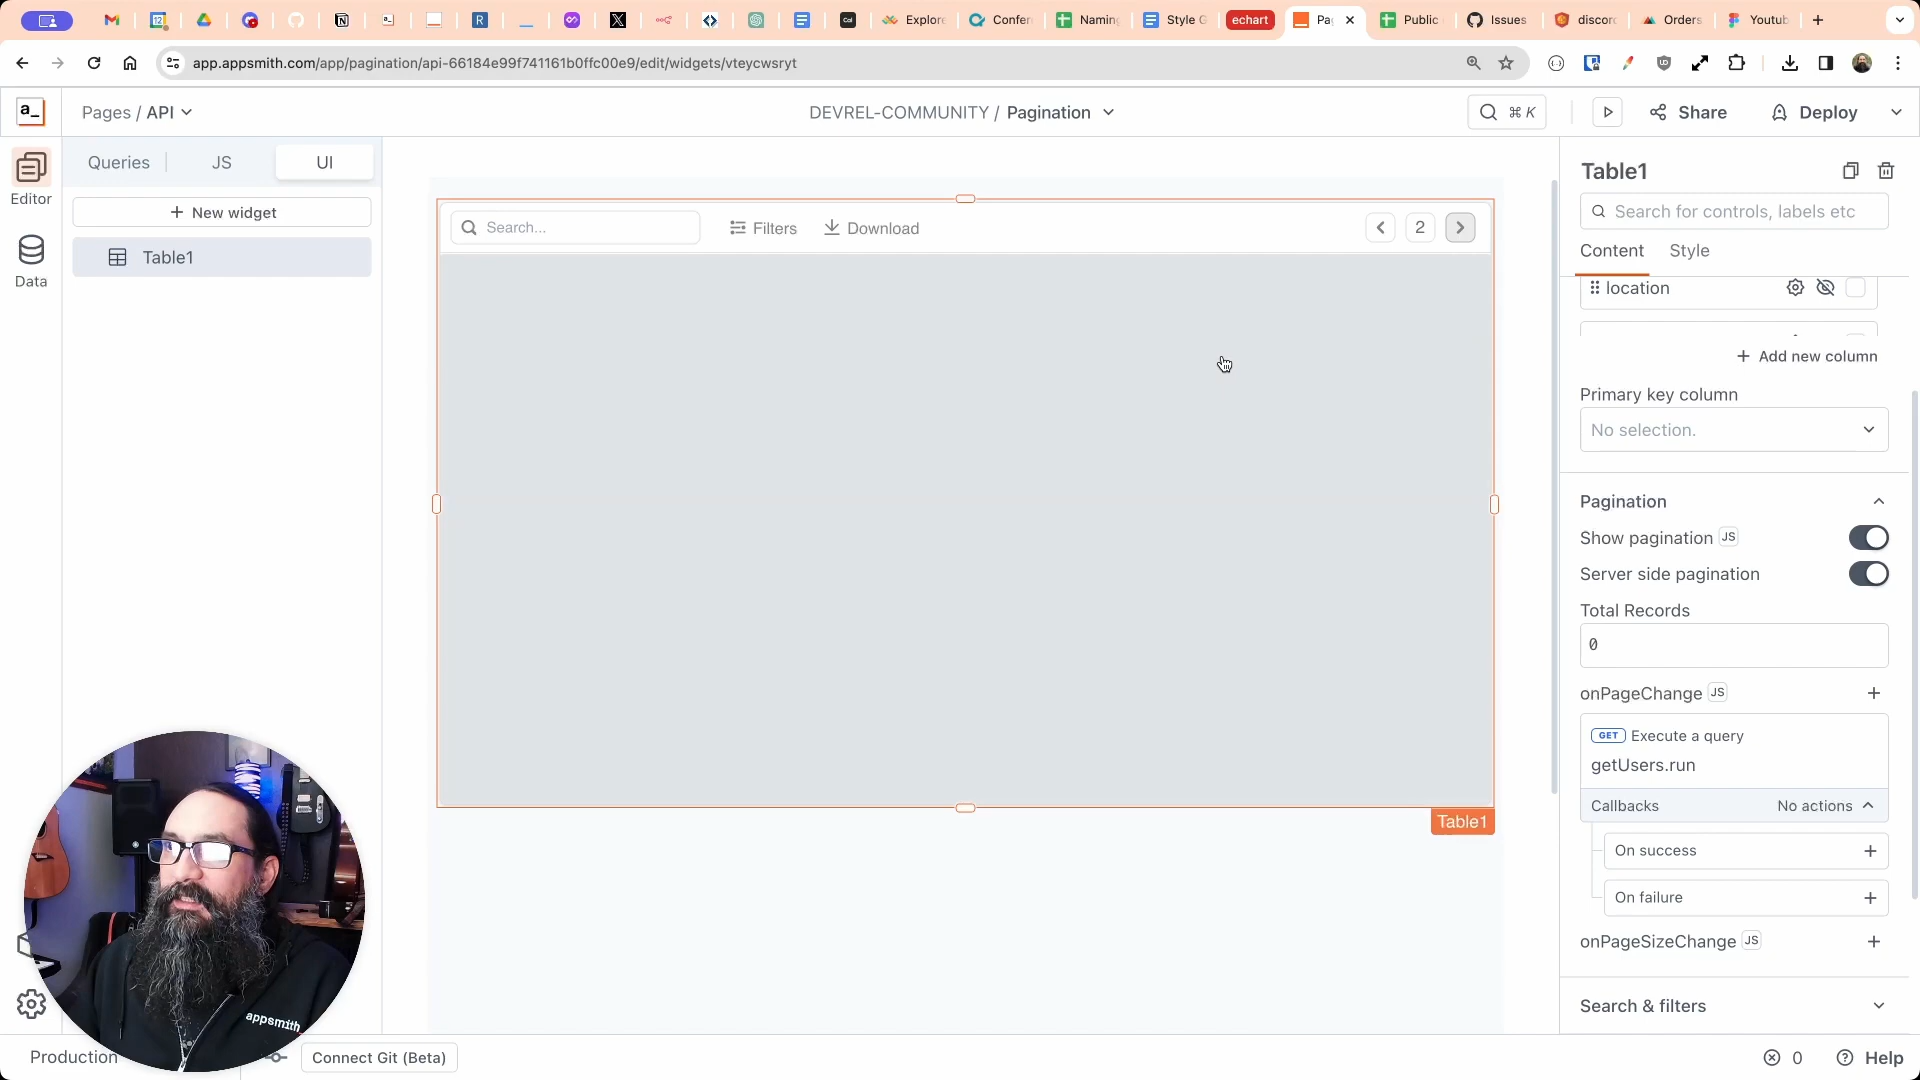 Explore
Confer
Naming
Style G
echart
Pa
Public
Issues
discor
Orders
Youtub
app.appsmith.com/app/pagination/api-66184e99f741161b0ffc00e9/edit/widgets/vteycwsryt
a_
Pages / API
DEVREL-COMMUNITY / Pagination
⌘ K
Share
Deploy
Editor
Data
Queries
JS
UI
+ New widget
Table1
Search...
Filters
Download
2
Table1
Table1
Search for controls, labels etc
Content
Style
location
+ Add new column
Primary key column
No selection.
Pagination
Show pagination JS
Server side pagination
Total Records
0
onPageChange JS
GET Execute a query
getUsers.run
Callbacks
No actions
On success
On failure
onPageSizeChange JS
Search & filters
appsmith
Production
Connect Git (Beta)
0
Help